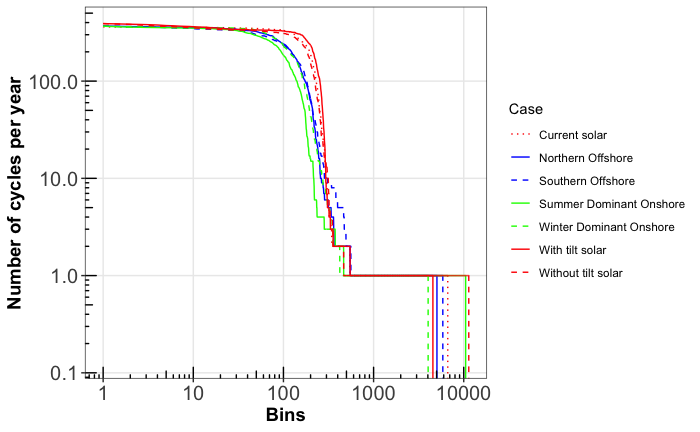 Number of cycles per year
100.0
10.0
1.0
0.1
1
10
100
1000
10000
Bins
Case
Current solar
Northern Offshore
Southern Offshore
Summer Dominant Onshore
Winter Dominant Onshore
With tilt solar
Without tilt solar